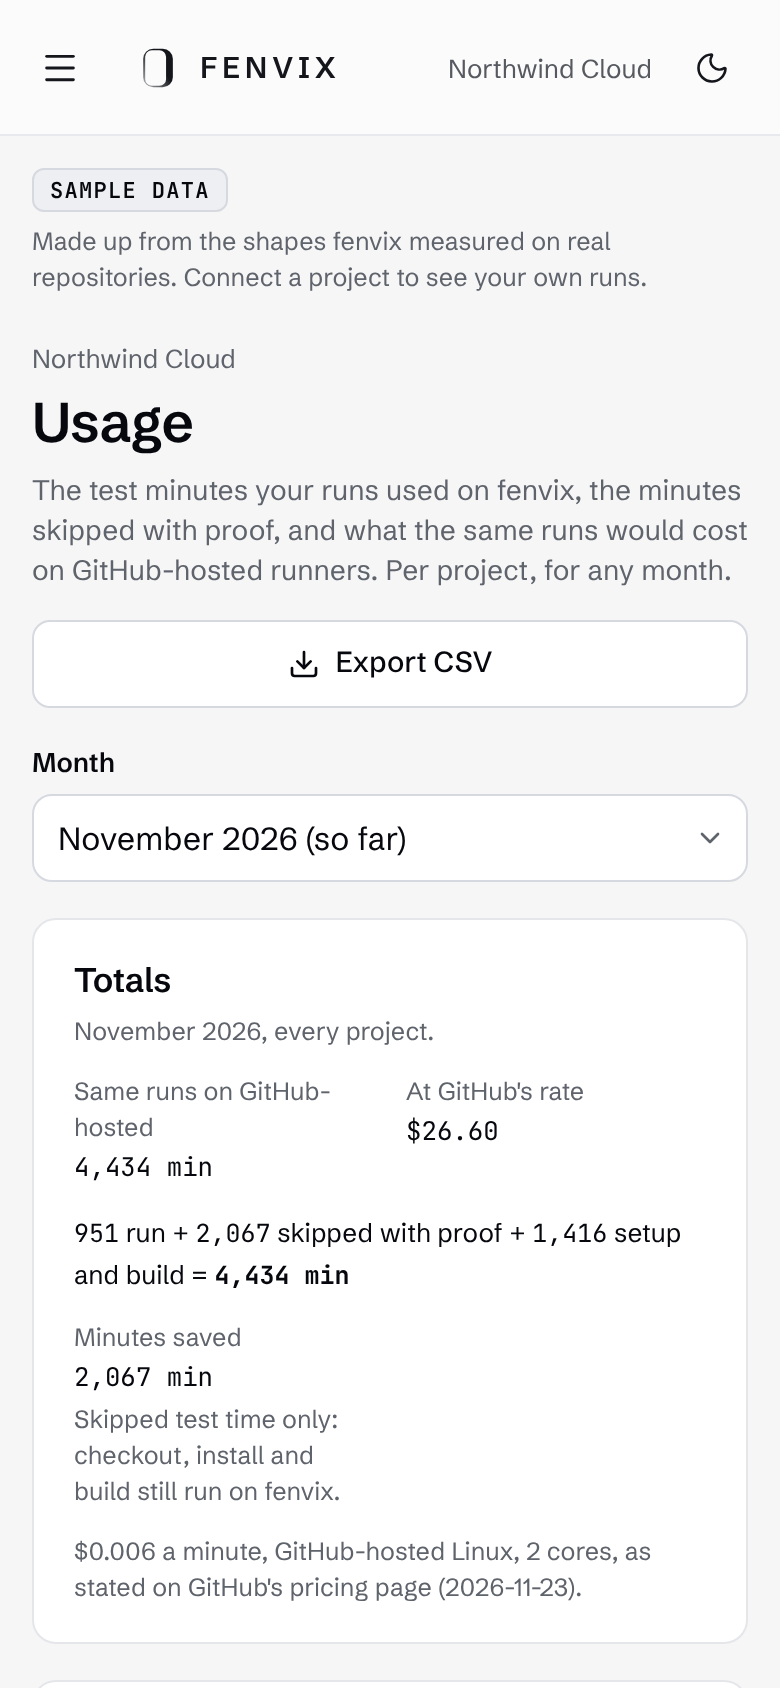 FENVIX
Northwind Cloud
SAMPLE DATA
Made up from the shapes fenvix measured on real
repositories. Connect a project to see your own runs.
Northwind Cloud
Usage
The test minutes your runs used on fenvix, the minutes
skipped with proof, and what the same runs would cost
on GitHub-hosted runners. Per project, for any month.
Export CSV
Month
November 2026 (so far)
Totals
November 2026, every project.
Same runs on GitHub-
hosted
4,434 min
At GitHub's rate
$26.60
951 run + 2,067 skipped with proof + 1,416 setup
and build = 4,434 min
Minutes saved
2,067 min
Skipped test time only:
checkout, install and
build still run on fenvix.
$0.006 a minute, GitHub-hosted Linux, 2 cores, as
stated on GitHub's pricing page (2026-11-23).